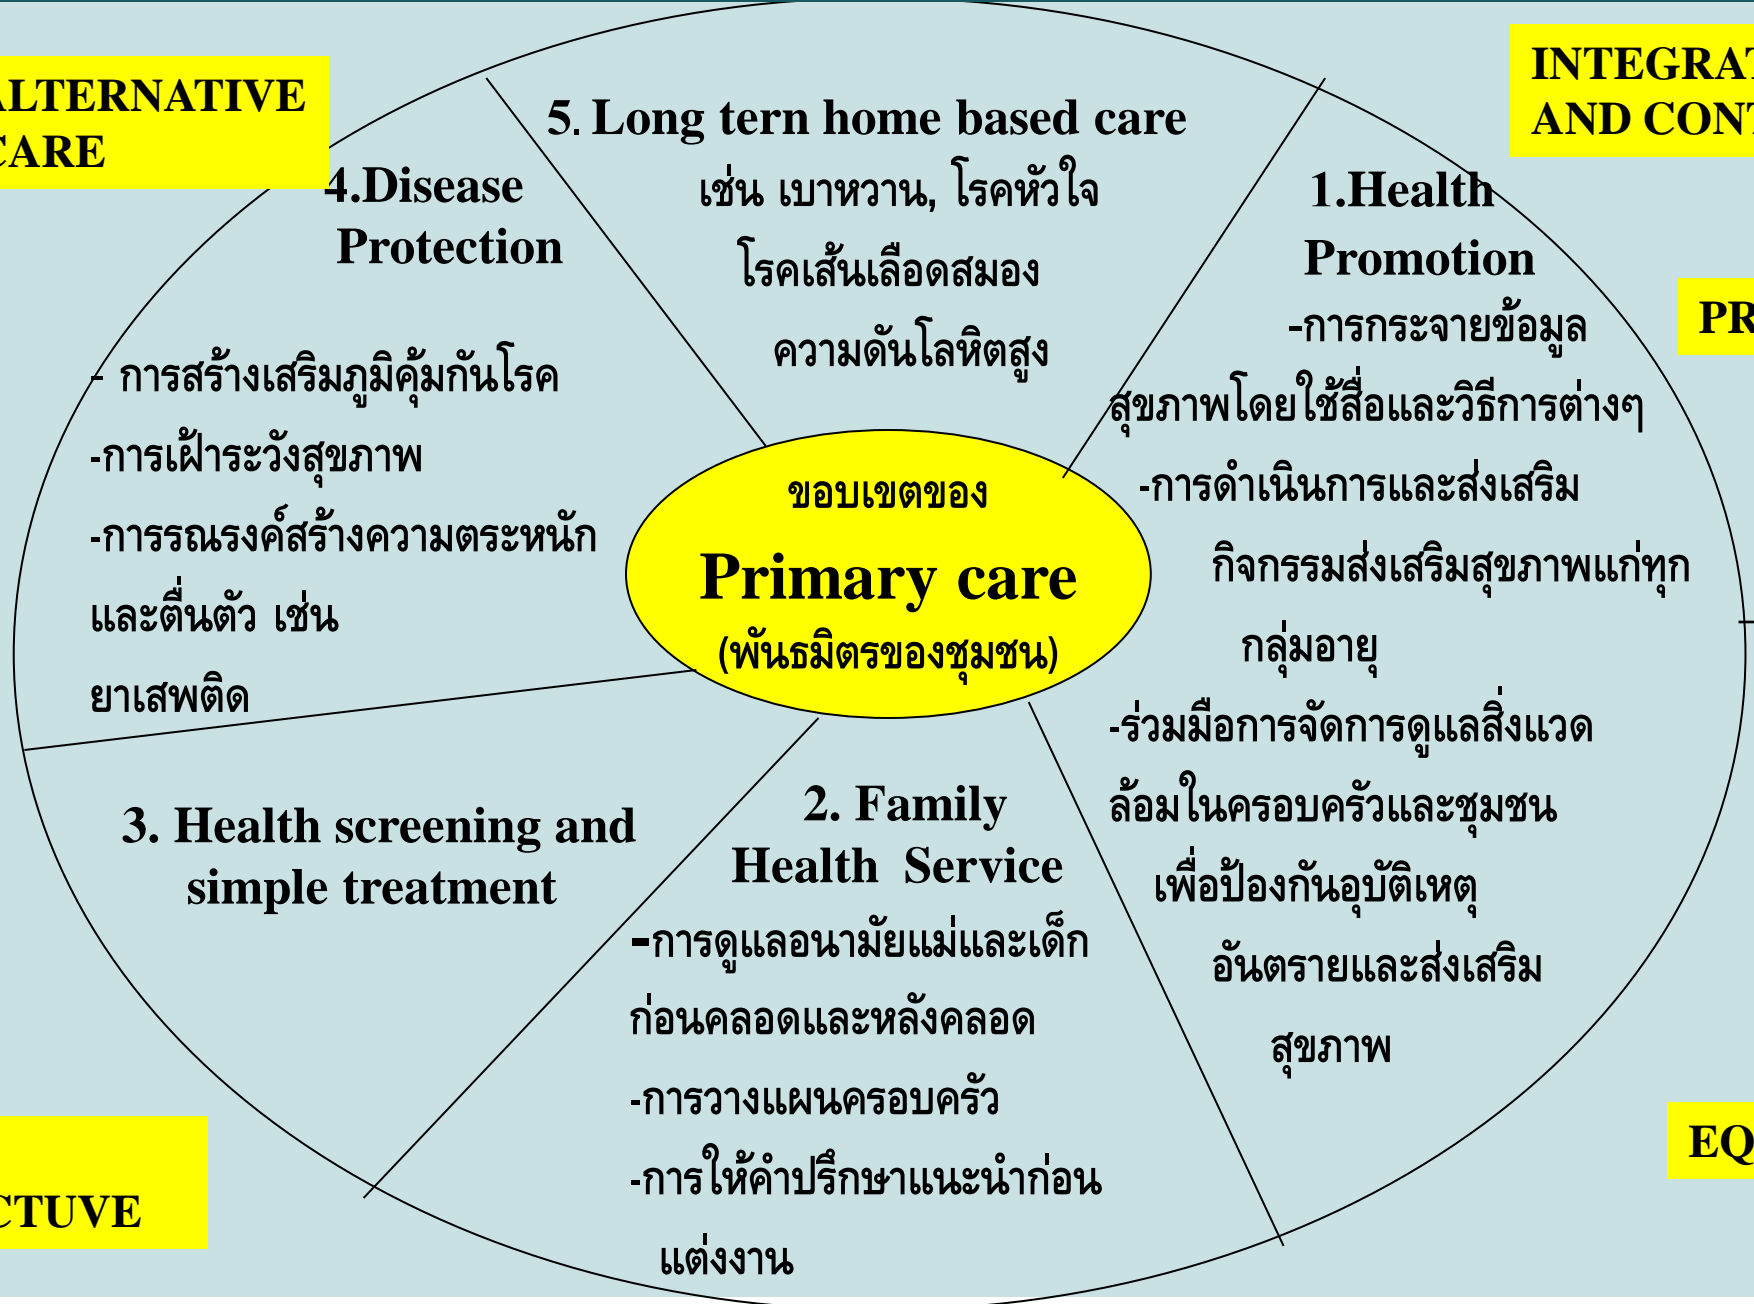 ALTERNATIVE
CARE
INTEGRAT
AND CONT
5. Long tern home based care
เช่น เบาหวาน, โรคหัวใจ
โรคเส้นเลือดสมอง
ความดันโลหิตสูง
4.Disease
Protection
- การสร้างเสริมภูมิคุ้มกันโรค
-การเฝ้าระวังสุขภาพ
-การรณรงค์สร้างความตระหนัก
และตื่นตัว เช่น
ยาเสพติด
1.Health
Promotion
-การกระจายข้อมูล
สุขภาพโดยใช้สื่อและวิธีการต่างๆ
-การดำเนินการและส่งเสริม
กิจกรรมส่งเสริมสุขภาพแก่ทุก
กลุ่มอายุ
-ร่วมมือการจัดการดูแลสิ่งแวด
ล้อมในครอบครัวและชุมชน
เพื่อป้องกันอุบัติเหตุ
อันตรายและส่งเสริม
สุขภาพ
PR
ขอบเขตของ
Primary care
(พันธมิตรของชุมชน)
3. Health screening and
simple treatment
2. Family
Health Service
-การดูแลอนามัยแม่และเด็ก
ก่อนคลอดและหลังคลอด
-การวางแผนครอบครัว
-การให้คำปรึกษาแนะนำก่อน
แต่งงาน
CTUVE
EQ